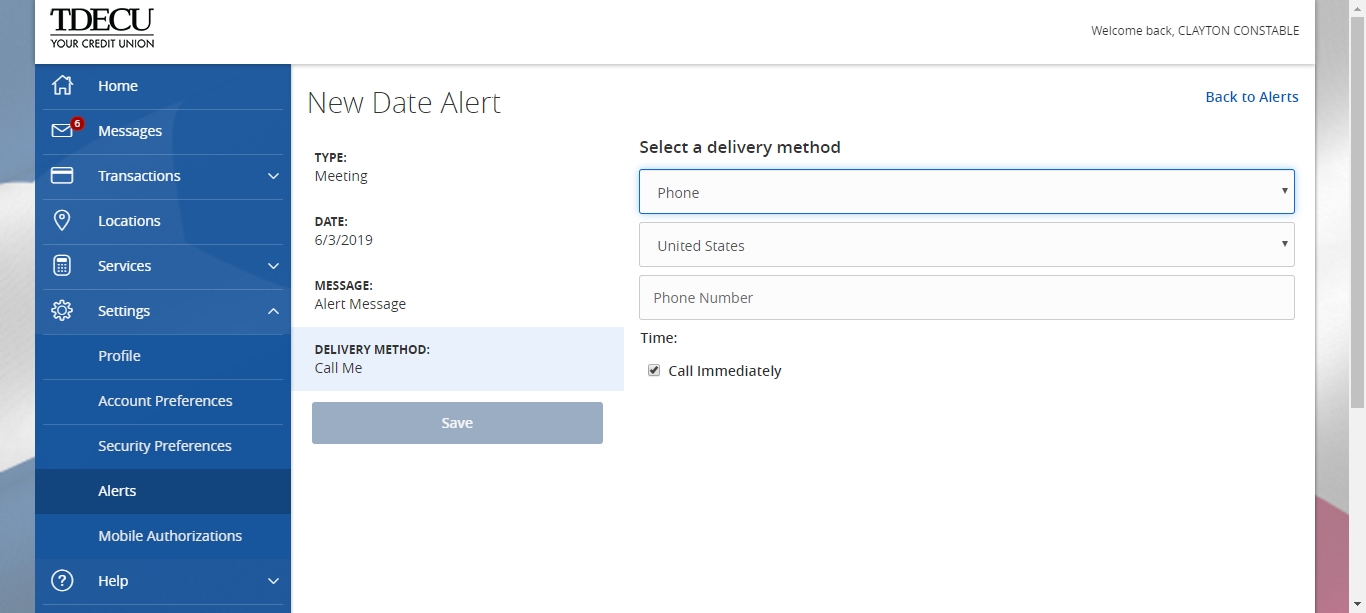 TDECU
YOUR CREDIT UNION
Welcome back, CLAYTON CONSTABLE
Home
6
Messages
Transactions
Locations
Services
Settings
Profile
Account Preferences
Security Preferences
Alerts
Mobile Authorizations
?
Help
New Date Alert
Back to Alerts
TYPE:
Meeting
DATE:
6/3/2019
MESSAGE:
Alert Message
DELIVERY METHOD:
Call Me
Save
Select a delivery method
Phone
United States
Phone Number
Time:
Call Immediately